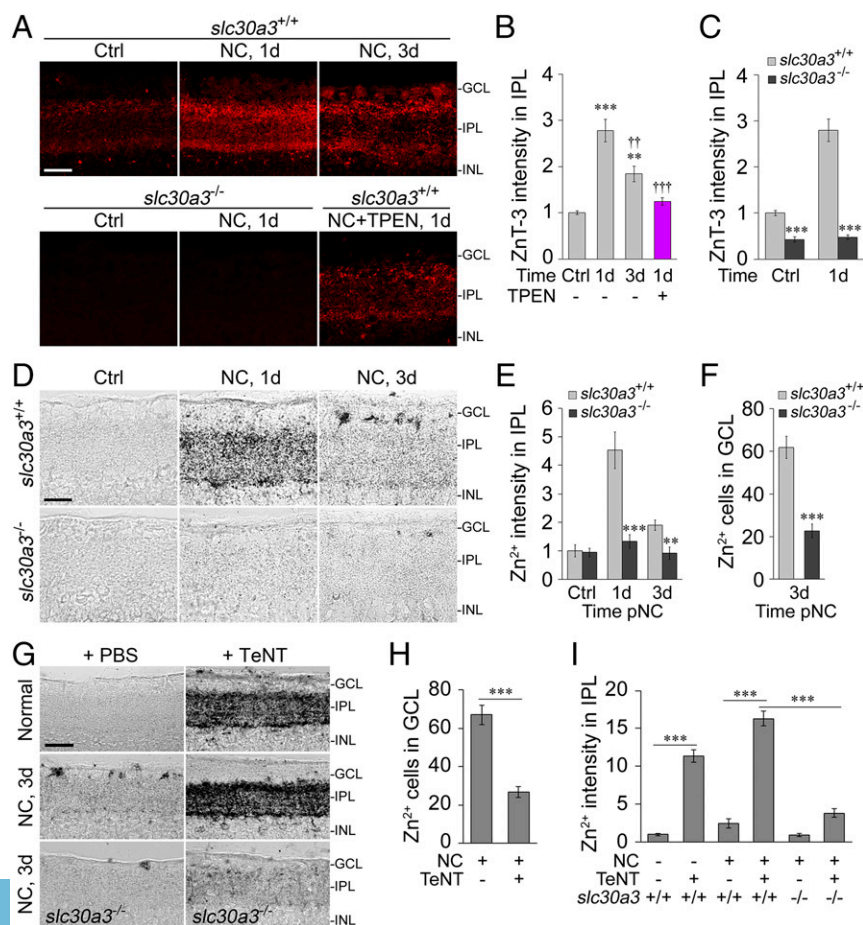 A
slc30a3+/+
Ctrl NC, 1d NC, 3d
-GCL
-IPL
-INL
slc30a3-/- slc30a3+/+
Ctrl NC, 1d NC+TPEN, 1d
-GCL
-IPL
-INL
B
ZnT-3 intensity in IPL
4
3
2
1
0
***
††
**
†††
Time Ctrl 1d 3d 1d
TPEN - - - +
C
slc30a3+/+
slc30a3-/-
ZnT-3 intensity in IPL
4
3
2
1
0
*** ***
Time Ctrl 1d
D
Ctrl NC, 1d NC, 3d
slc30a3+/+
-GCL
-IPL
-INL
slc30a3-/-
-GCL
-IPL
-INL
E
slc30a3+/+
slc30a3-/-
Zn2+ intensity in IPL
6
5
4
3
2
1
0
*** **
Ctrl 1d 3d
Time pNC
F
slc30a3+/+
slc30a3-/-
Zn2+ cells in GCL
80
60
40
20
0
***
3d
Time pNC
G
+ PBS + TeNT
Normal
-GCL
-IPL
-INL
NC, 3d
-GCL
-IPL
-INL
NC, 3d
-GCL
-IPL
-INL
slc30a3-/- slc30a3-/-
H
Zn2+ cells in GCL
80
60
40
20
0
***
NC + +
TeNT - +
I
Zn2+ intensity in IPL
20
15
10
5
0
*** *** ***
NC - - + + + +
TeNT - + - + - +
slc30a3 +/+ +/+ +/+ +/+ -/- -/-